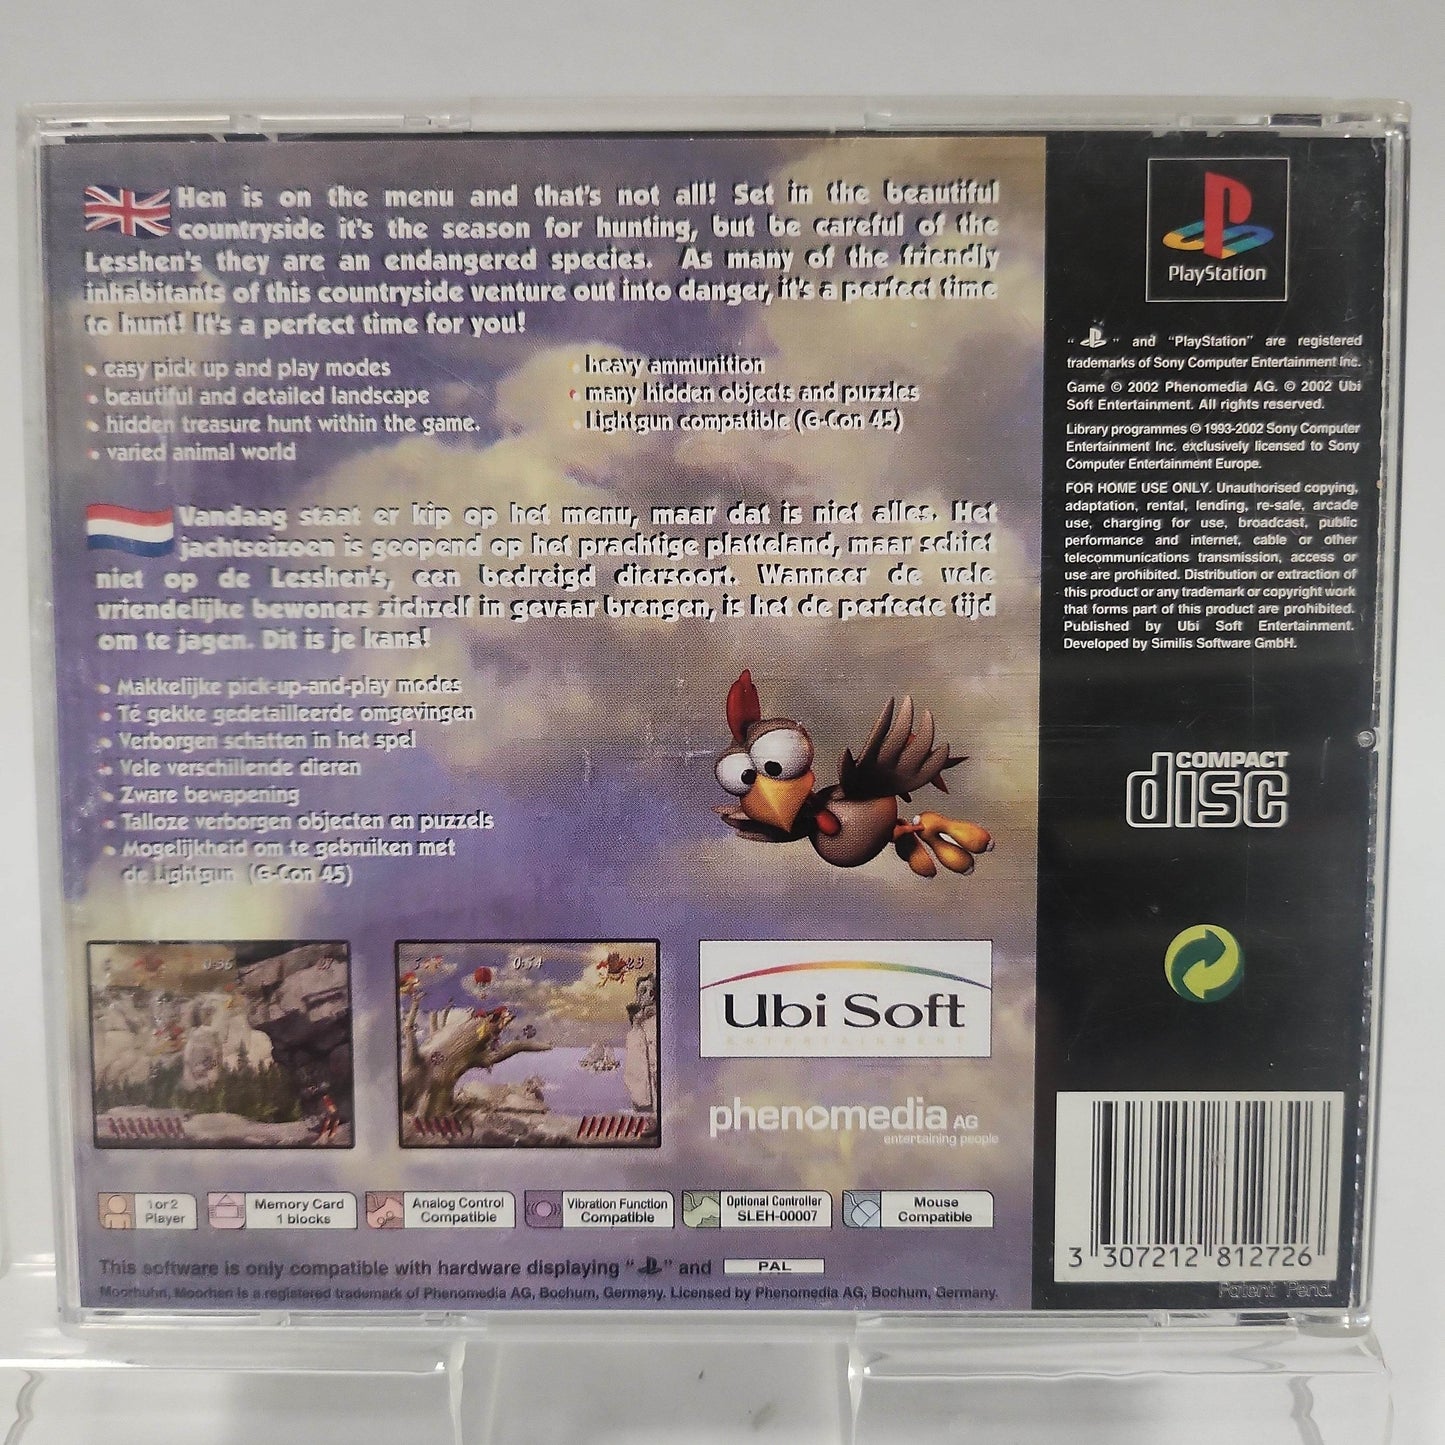 Hen is on the menu and that's not all! Set in the beautiful
countryside it's the season for hunting, but be careful of the
Lesshen's they are an endangered species. As many of the friendly
inhabitants of this countryside venture out into danger, it's a perfect time
to hunt! It's a perfect time for you!
• easy pick up and play modes
• beautiful and detailed landscape
• hidden treasure hunt within the game.
• varied animal world
• heavy ammunition
• many hidden objects and puzzles
• Lightgun compatible (G-Con 45)
Vandaag staat er kip op het menu, maar dat is niet alles. Het
jachtseizoen is geopend op het prachtige platteland, maar schiet
niet op de Lesshen's, een bedreigd diersoort. Wanneer de vele
vriendelijke bewoners zichzelf in gevaar brengen, is het de perfecte tijd
om te jagen. Dit is je kans!
• Makkelijke pick-up-and-play modes
• Té gekke gedetailleerde omgevingen
• Verborgen schatten in het spel
• Vele verschillende dieren
• Zware bewapening
• Talloze verborgen objecten en puzzels
• Mogelijkheid om te gebruiken met
de Lightgun (G-Con 45)
0:36 27
0:54 23
Ubi Soft
ENTERTAINMENT
phenomedia AG
entertaining people
1 or 2
Player
Memory Card
1 blocks
Analog Control
Compatible
Vibration Function
Compatible
Optional Controller
SLEH-00007
Mouse
Compatible
This software is only compatible with hardware displaying " " and PAL
Moorhuhn, Moorhen is a registered trademark of Phenomedia AG, Bochum, Germany. Licensed by Phenomedia AG, Bochum, Germany.
PlayStation
" " and "PlayStation" are registered
trademarks of Sony Computer Entertainment Inc.
Game © 2002 Phenomedia AG. © 2002 Ubi
Soft Entertainment. All rights reserved.
Library programmes © 1993-2002 Sony Computer
Entertainment Inc. exclusively licensed to Sony
Computer Entertainment Europe.
FOR HOME USE ONLY. Unauthorised copying,
adaptation, rental, lending, re-sale, arcade
use, charging for use, broadcast, public
performance and internet, cable or other
telecommunications transmission, access or
use are prohibited. Distribution or extraction of
this product or any trademark or copyright work
that forms part of this product are prohibited.
Published by Ubi Soft Entertainment.
Developed by Similis Software GmbH.
COMPACT
disc
3 307212 812726
Patent Pend.